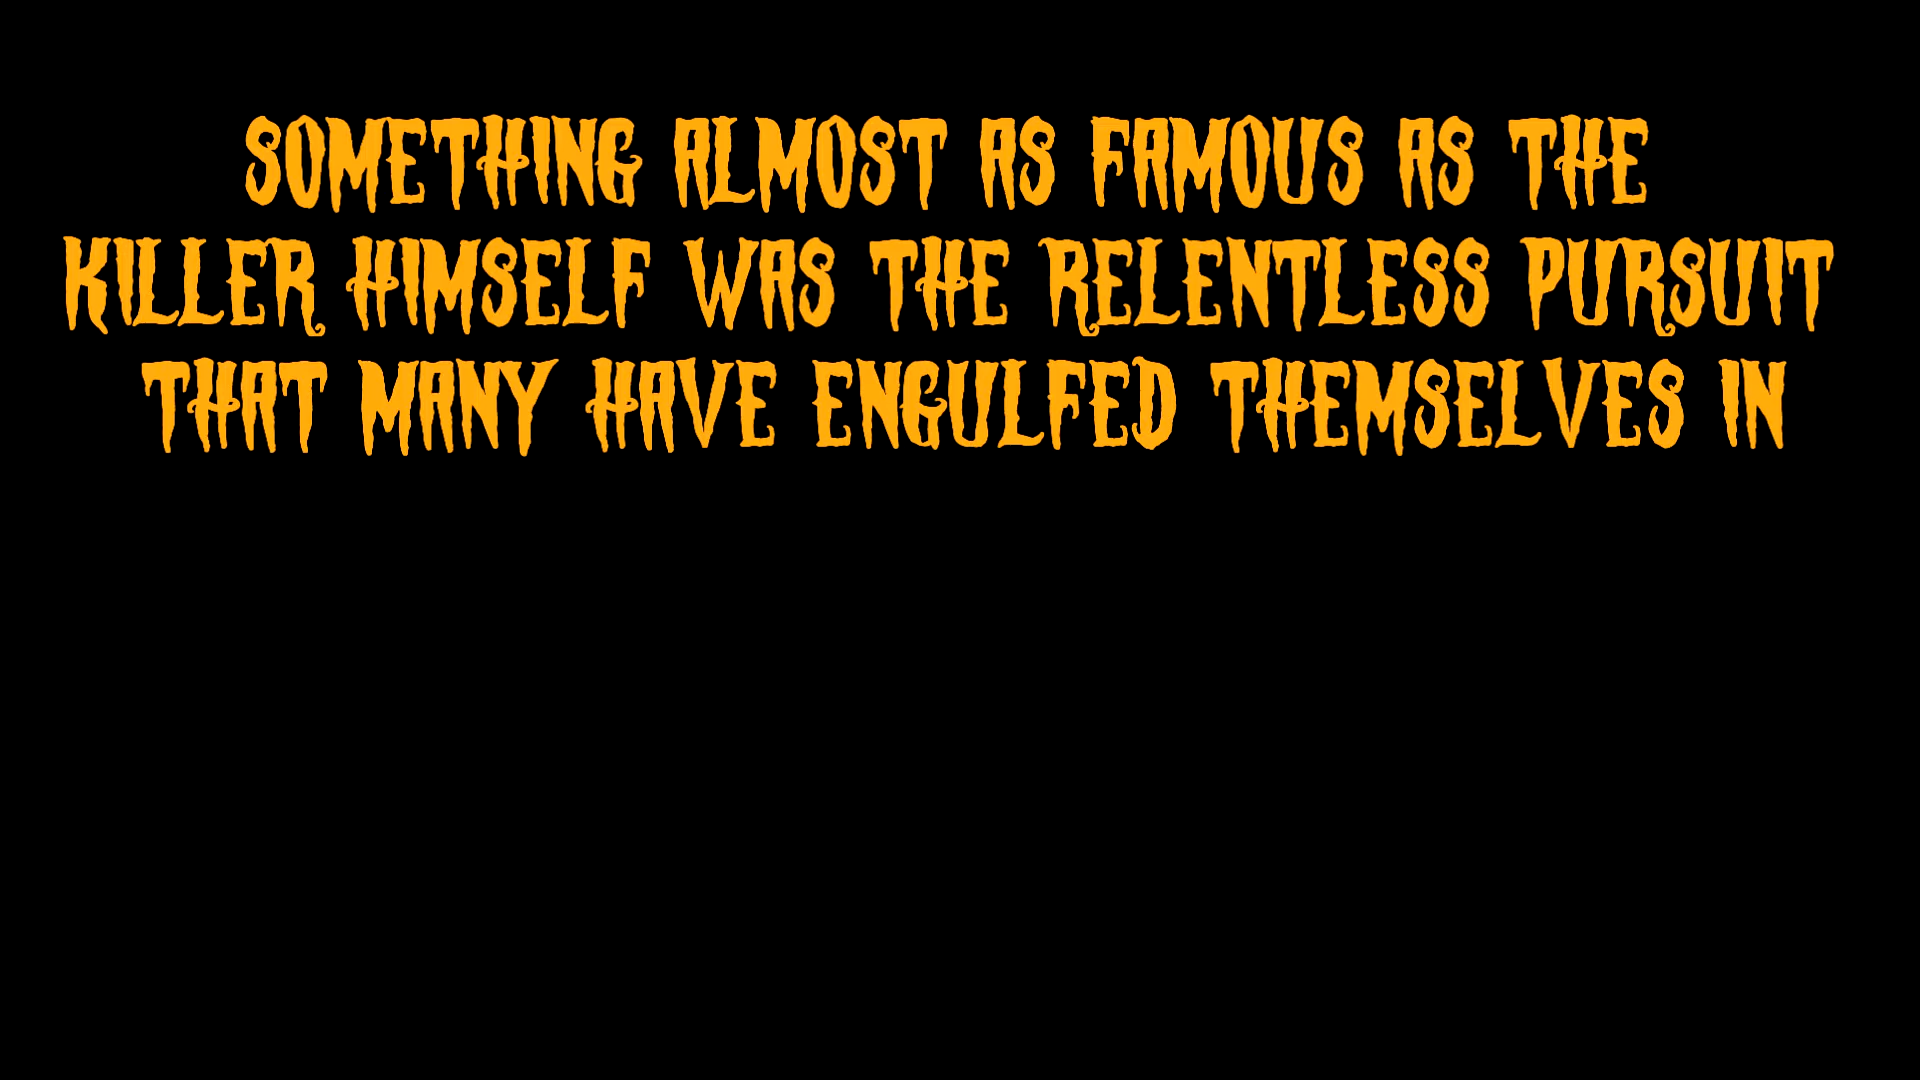 SOMETHING ALMOST AS FAMOUS AS THE
KILLER HIMSELF WAS THE RELENTLESS PURSUIT
THAT MANY HAVE ENGULFED THEMSELVES IN